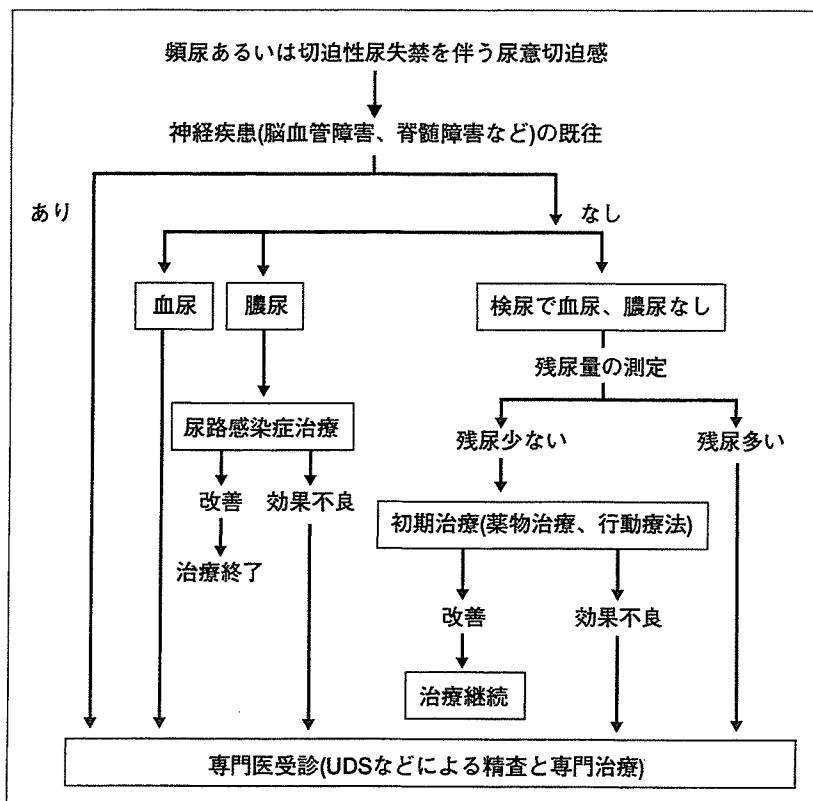 頻尿あるいは切迫性尿失禁を伴う尿意切迫感
神経疾患(脳血管障害、脊髄障害など)の既往
あり
なし
血尿
膿尿
検尿で血尿、膿尿なし
残尿量の測定
尿路感染症治療
残尿少ない
残尿多い
改善
効果不良
初期治療(薬物治療、行動療法)
治療終了
改善
効果不良
治療継続
専門医受診(UDSなどによる精査と専門治療)